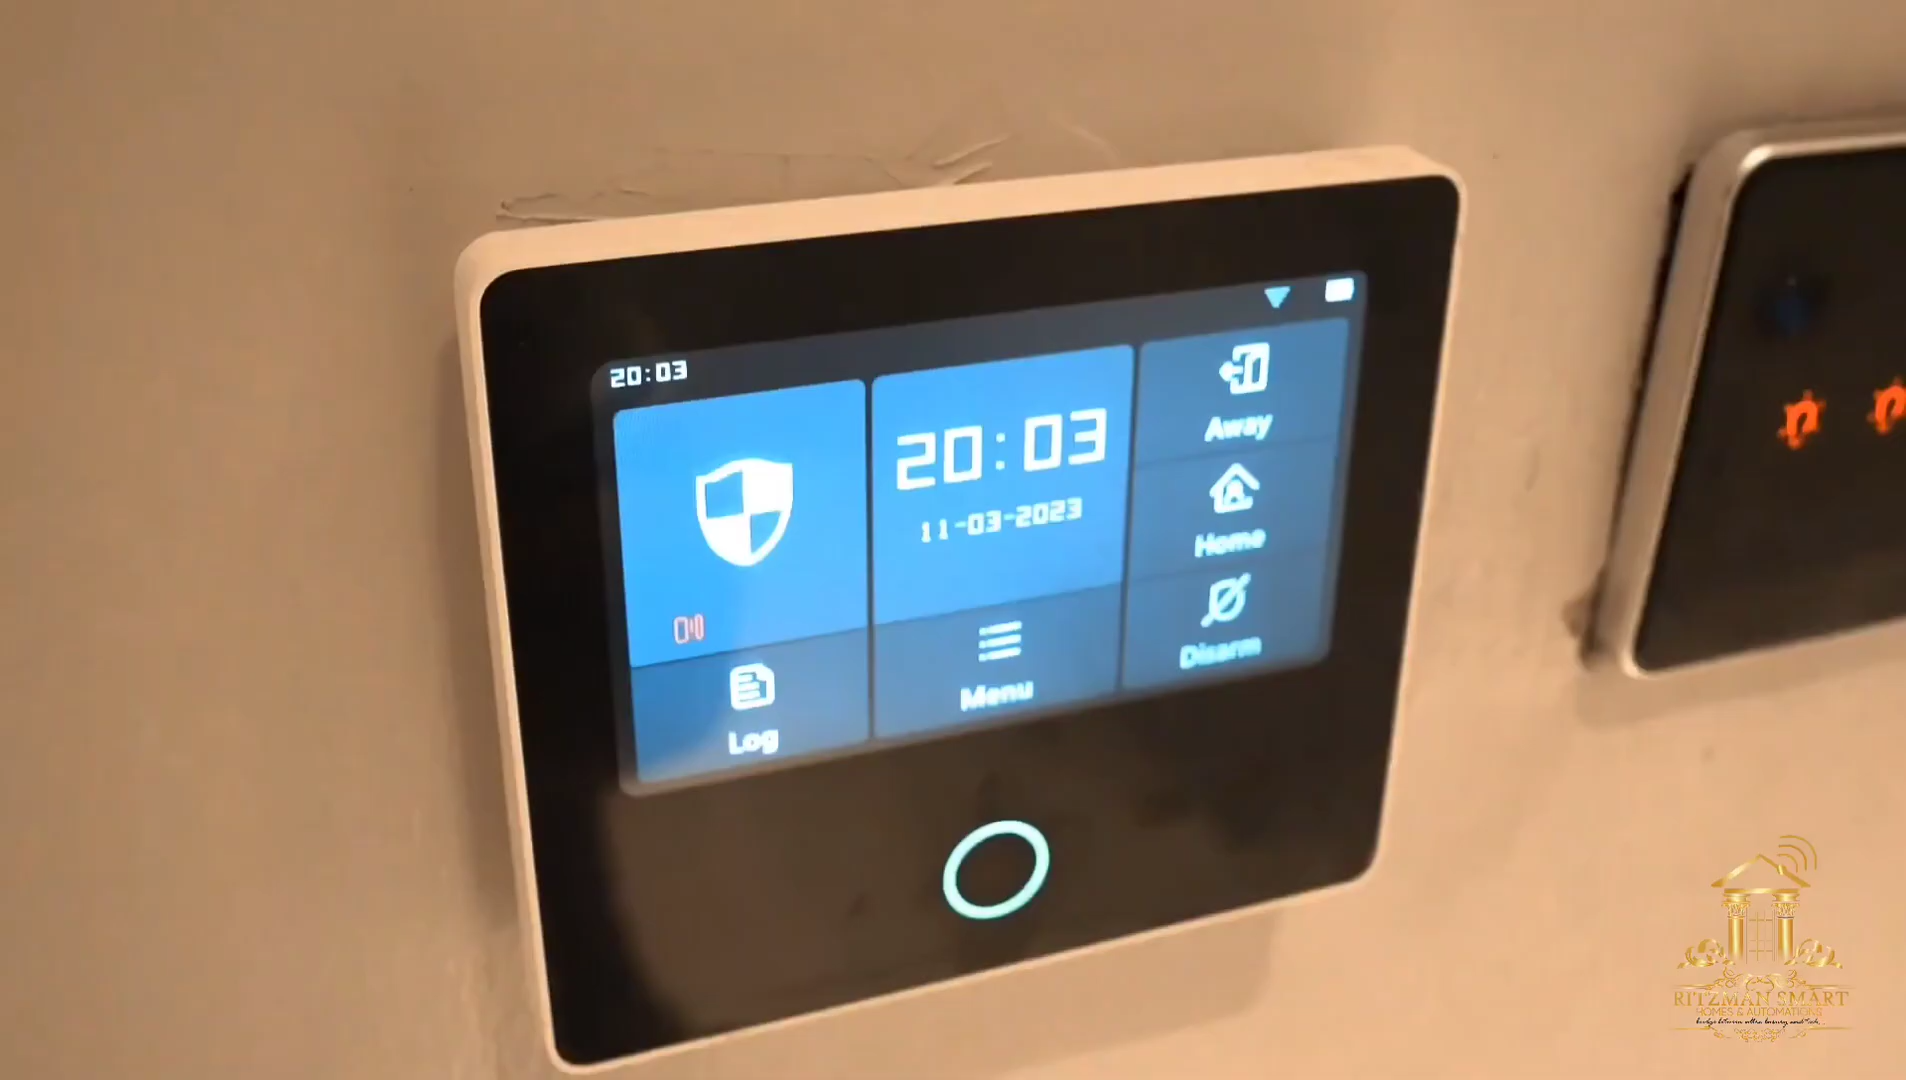 20:03
20:03
11-03-2023
Away
Home
Disarm
Menu
Log
RITZMAN SMART
HOMES & AUTOMATIONS